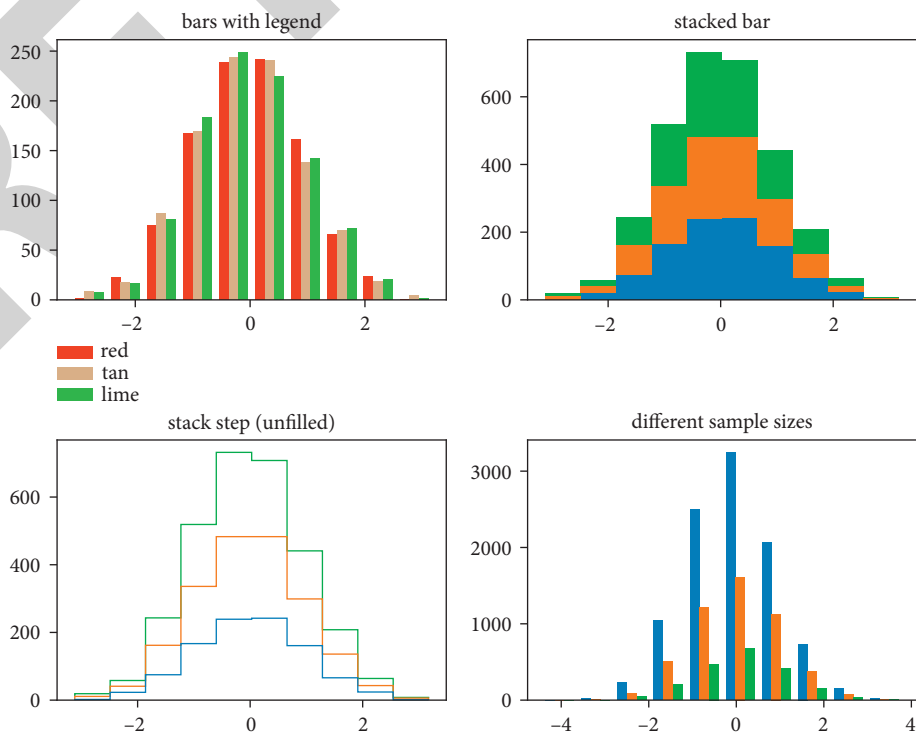 bars with legend
250
200
150
100
50
0
−2 0 2
red
tan
lime
stacked bar
600
400
200
0
−2 0 2
stack step (unfilled)
600
400
200
0
−2 0 2
different sample sizes
3000
2000
1000
0
−4 −2 0 2 4